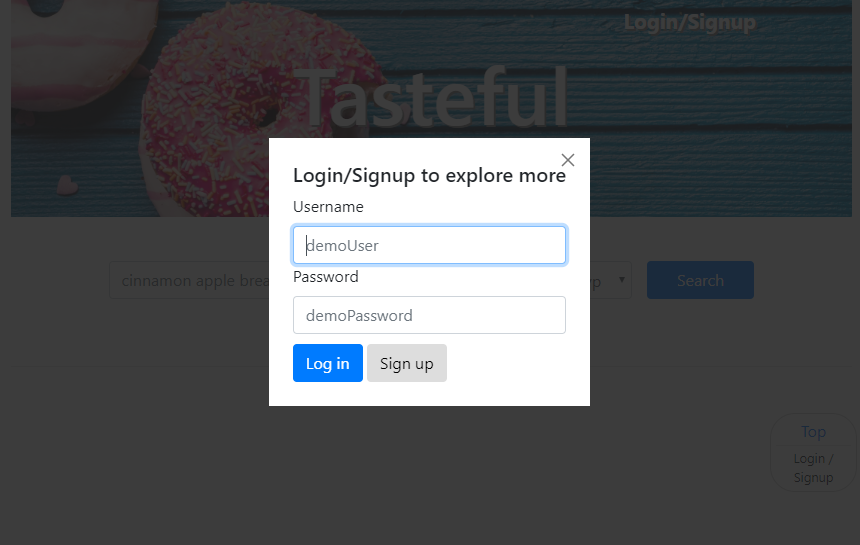 Login/Signup
Tasteful
Login/Signup to explore more
Username
demoUser
Password
demoPassword
Log in
Sign up
cinnamon apple brea
Search
Top
Login /
Signup